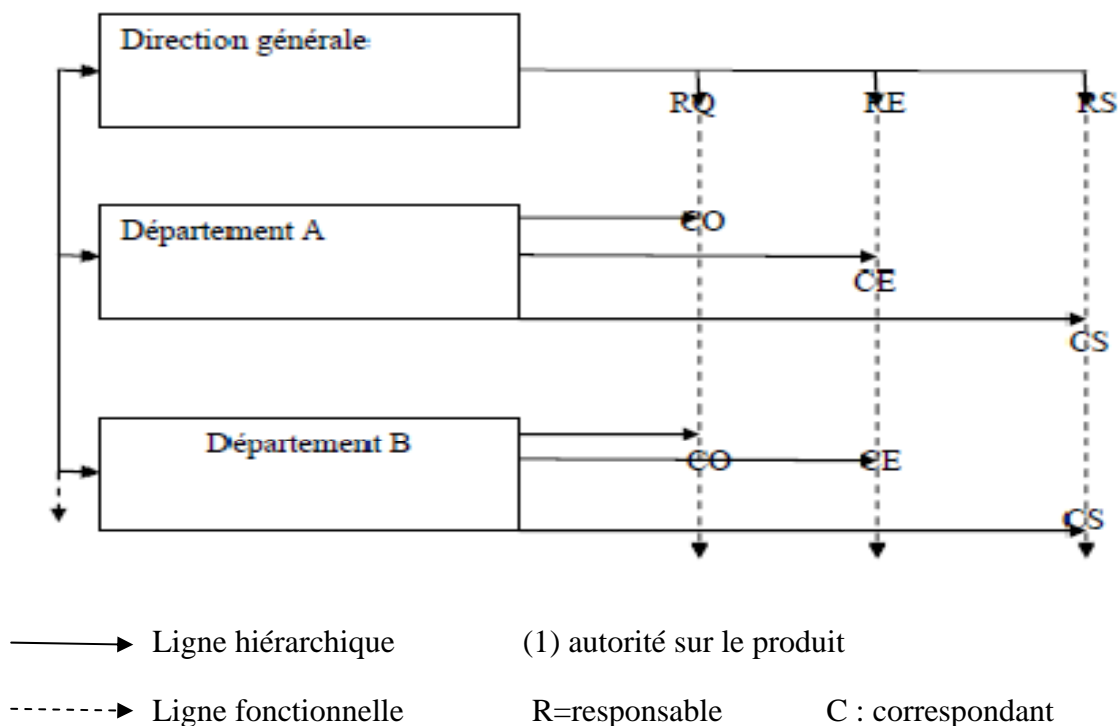 Direction générale
RQ RE RS
CO
Département A
CE
CS
Département B
CO CE
CS
Ligne hiérarchique (1) autorité sur le produit
Ligne fonctionnelle R=responsable C : correspondant